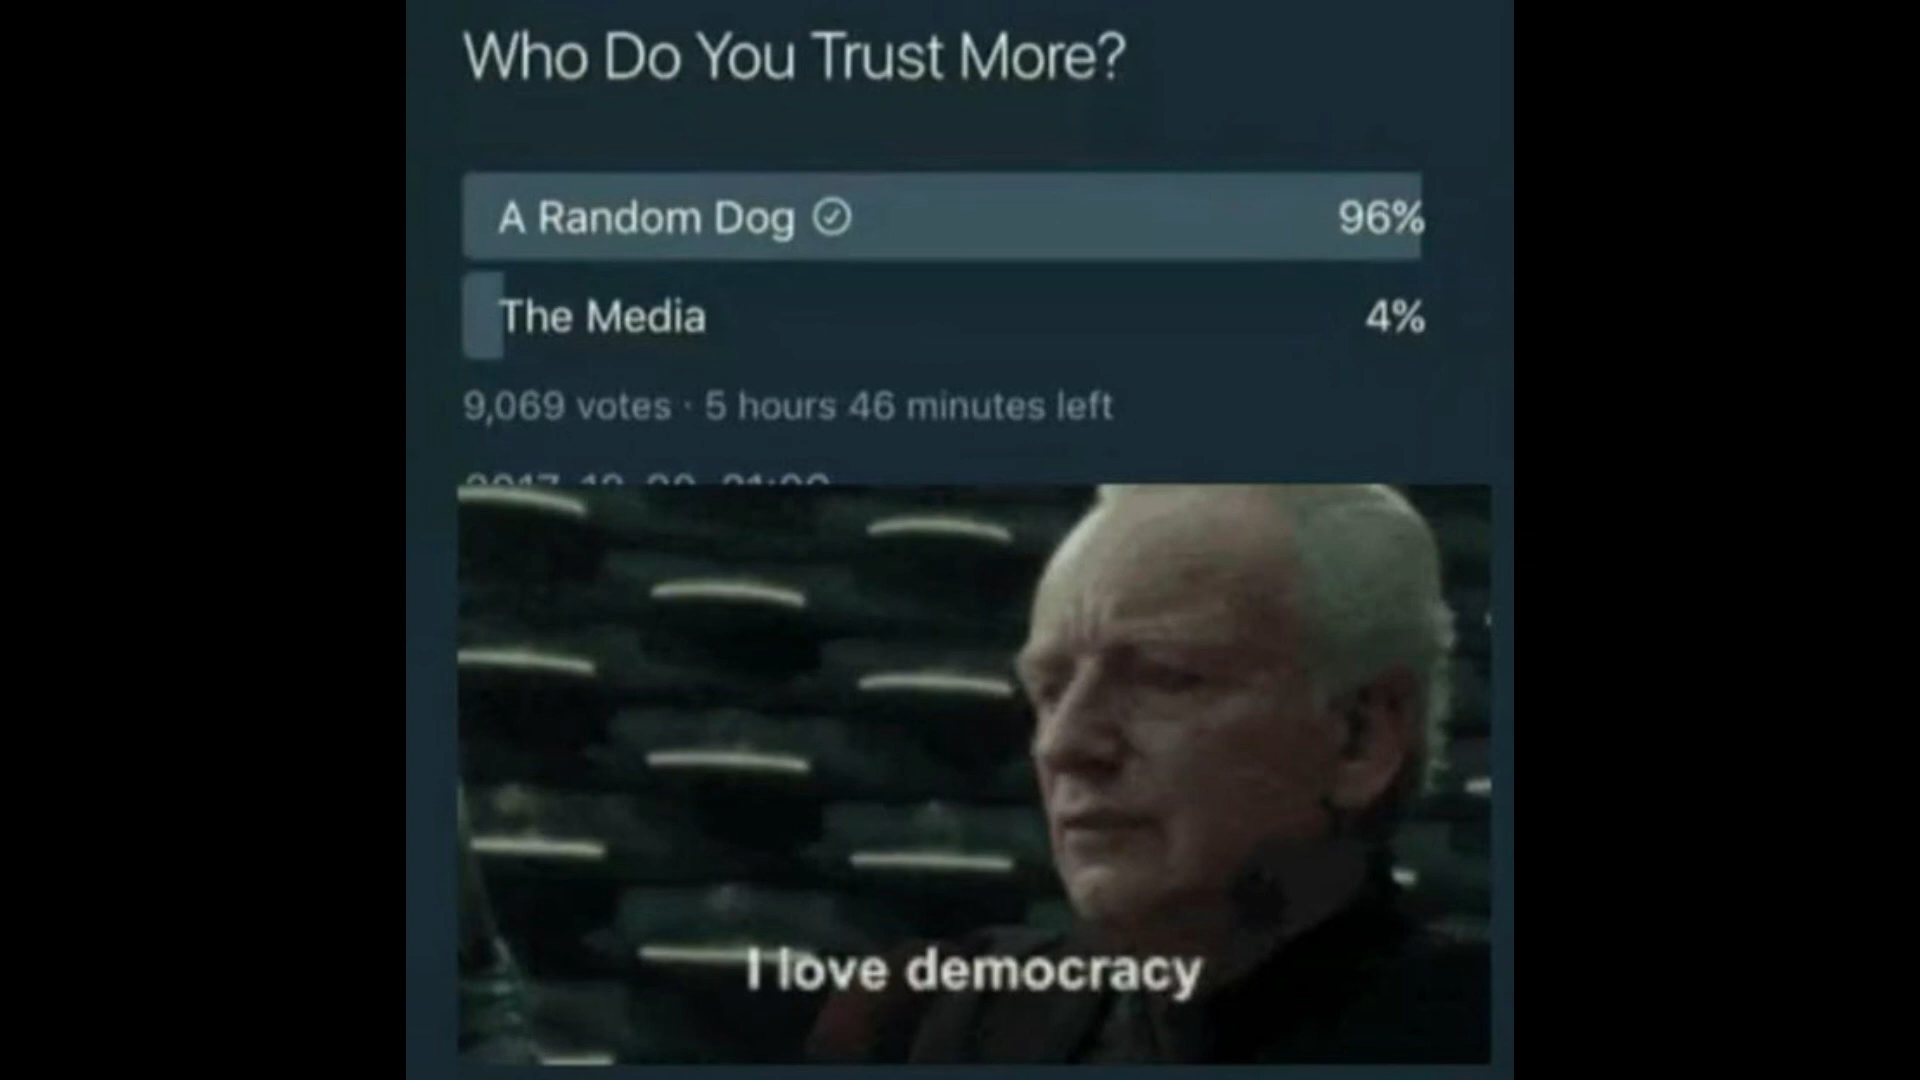 Who Do You Trust More?
A Random Dog 96%
The Media 4%
9,069 votes · 5 hours 46 minutes left
I love democracy